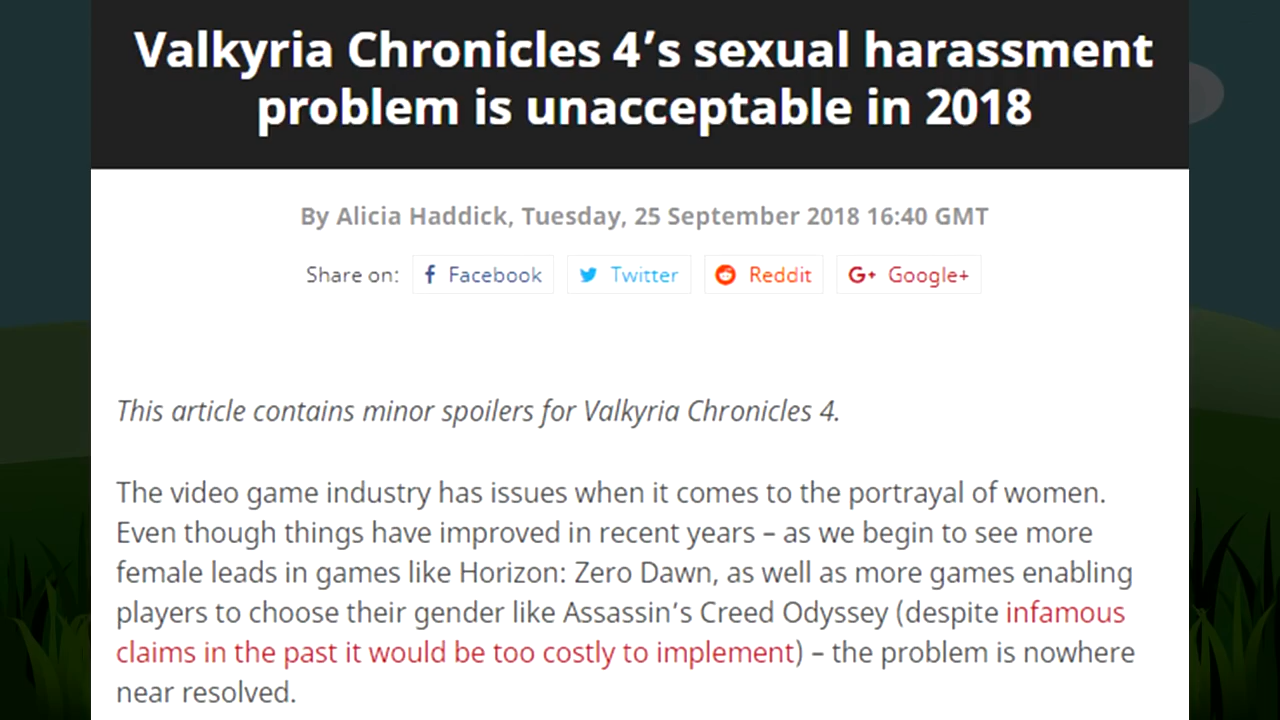 Valkyria Chronicles 4’s sexual harassment
problem is unacceptable in 2018
By Alicia Haddick, Tuesday, 25 September 2018 16:40 GMT
Share on: Facebook Twitter Reddit G+ Google+
This article contains minor spoilers for Valkyria Chronicles 4.
The video game industry has issues when it comes to the portrayal of women.
Even though things have improved in recent years – as we begin to see more
female leads in games like Horizon: Zero Dawn, as well as more games enabling
players to choose their gender like Assassin’s Creed Odyssey (despite infamous
claims in the past it would be too costly to implement) – the problem is nowhere
near resolved.